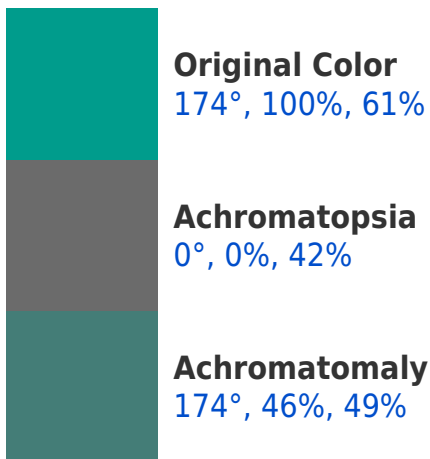 Original Color
174°, 100%, 61%
Achromatopsia
0°, 0%, 42%
Achromatomaly
174°, 46%, 49%